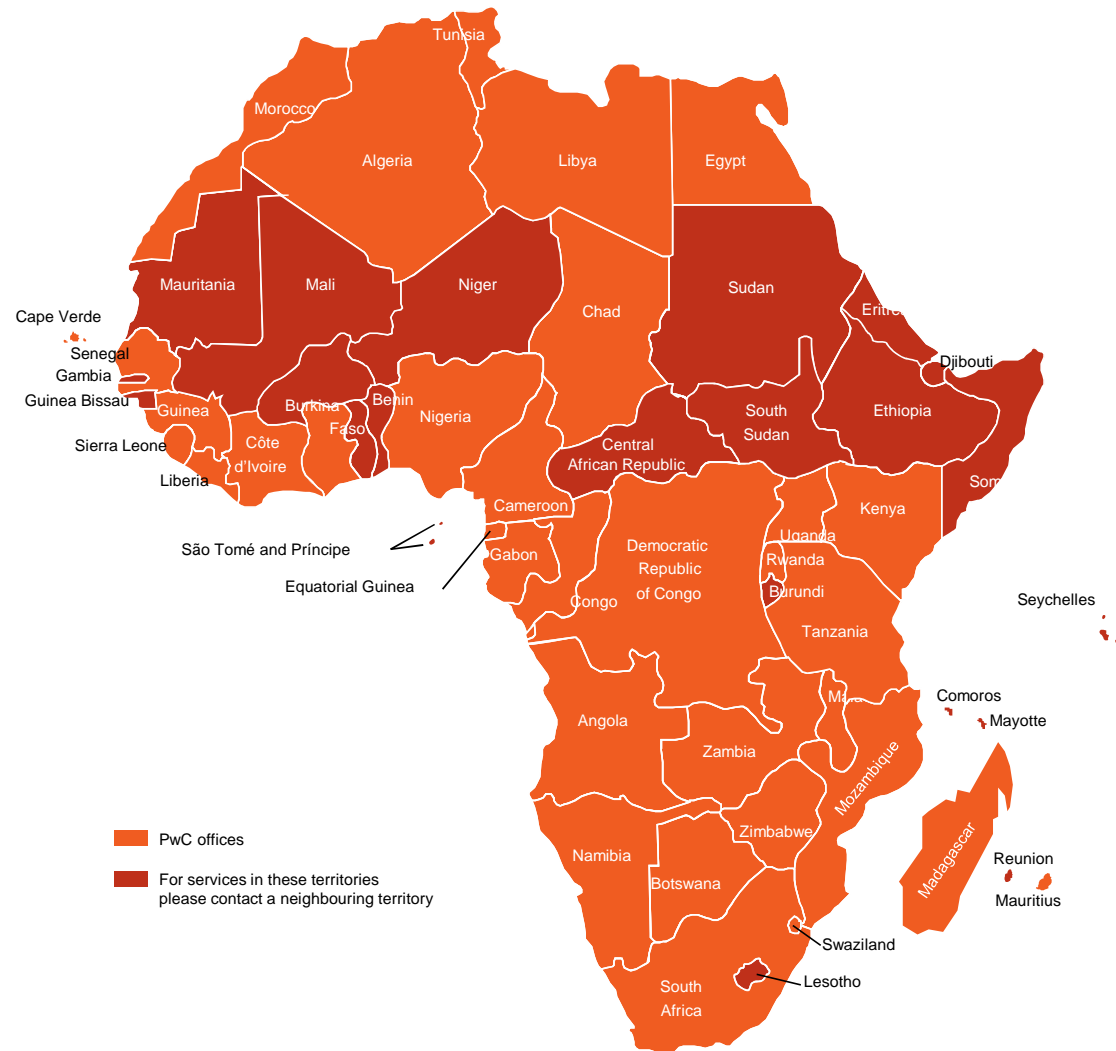 Tunisia
Morocco
Algeria
Libya
Egypt
Mauritania
Mali
Niger
Chad
Sudan
Eritre
Cape Verde
Senegal
Gambia
Guinea Bissau
Guinea
Sierra Leone
Liberia
Côte
d'Ivoire
Burkina
Faso
Benin
Nigeria
Djibouti
Ethiopia
South
Sudan
Central
African Republic
Som
Cameroon
São Tomé and Príncipe
Equatorial Guinea
Gabon
Congo
Democratic
Republic
of Congo
Uganda
Kenya
Rwanda
Burundi
Tanzania
Seychelles
Comoros
Mayotte
Angola
Zambia
Mala
Mozambique
Zimbabwe
Namibia
Botswana
Madagascar
Reunion
Mauritius
Swaziland
Lesotho
South
Africa
PwC offices
For services in these territories
please contact a neighbouring territory